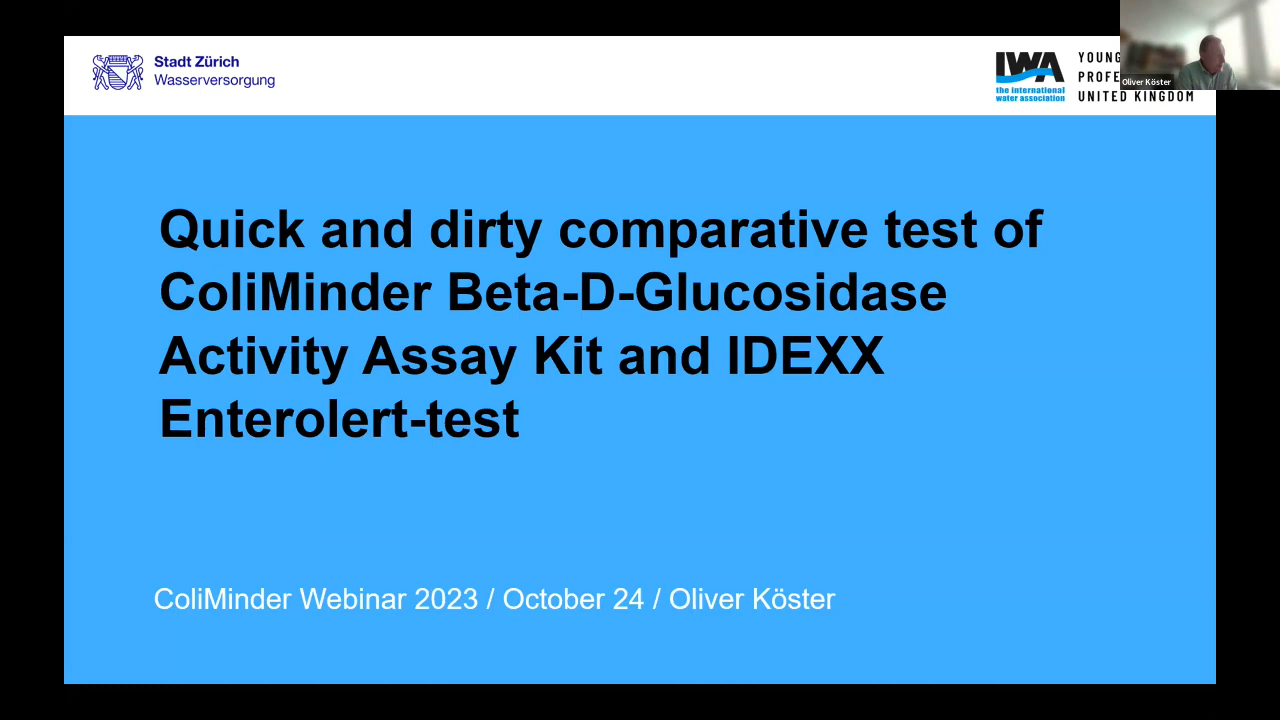 Stadt Zürich
Wasserversorgung
IWA
the international
water association
YOUNG
PROFE
UNITED KINGDOM
Oliver Köster
Quick and dirty comparative test of
ColiMinder Beta-D-Glucosidase
Activity Assay Kit and IDEXX
Enterolert-test
ColiMinder Webinar 2023 / October 24 / Oliver Köster